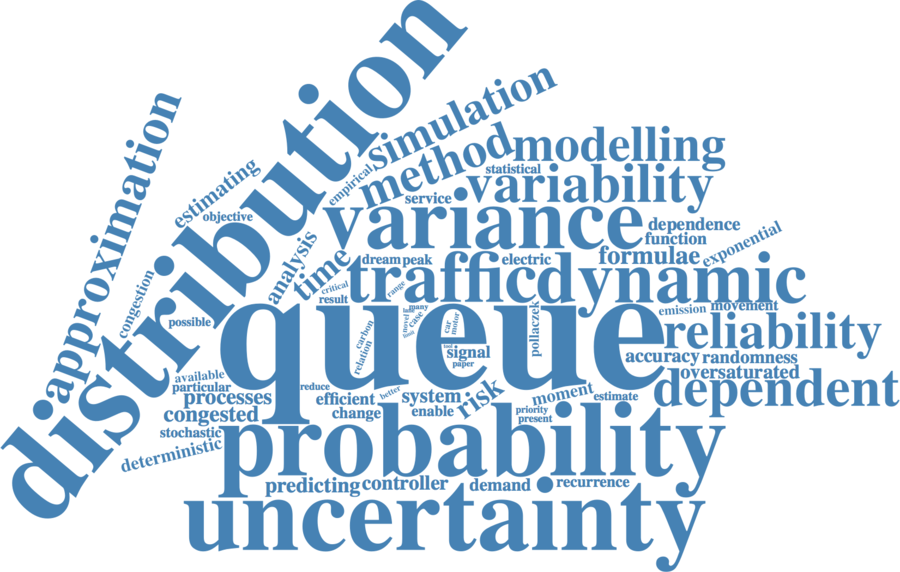 distribution
approximation
simulation
method
modelling
estimating
empirical
statistical
variability
objective
service
variance
dependence
function
analysis
time
dream
peak
electric
formulae
exponential
traffic
dynamic
congestion
critical
range
result
possible
queue
many
case
novel
car
motor
pollaczek
emission
movement
reliability
carbon
relation
tool
signal
paper
accuracy
randomness
available
particular
processes
reduce
better
efficient
system
risk
moment
estimate
oversaturated
dependent
congested
change
enable
priority
present
stochastic
probability
deterministic
predicting
controller
demand
recurrence
uncertainty